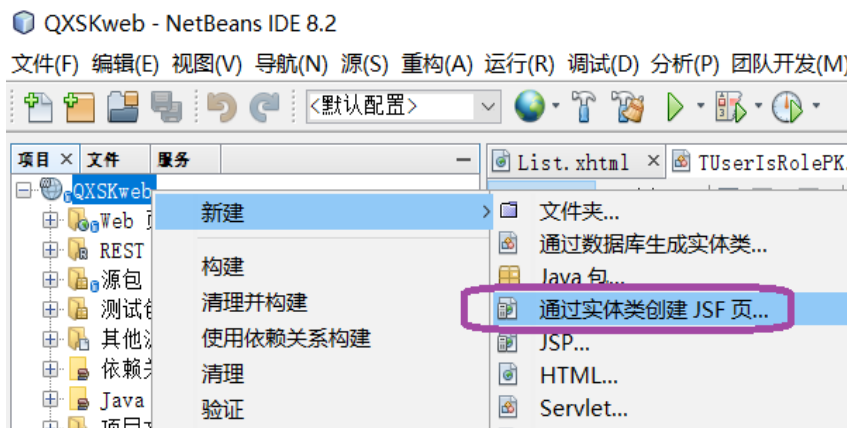 QXSKweb - NetBeans IDE 8.2
文件(F) 编辑(E) 视图(V) 导航(N) 源(S) 重构(A) 运行(R) 调试(D) 分析(P) 团队开发(M)
<默认配置>
项目 × 文件 服务
List.xhtml × TUserIsRolePK.
QXSKweb
新建
文件夹...
Web
通过数据库生成实体类...
REST
构建
Java 包...
源包
清理并构建
通过实体类创建 JSF 页...
测试
使用依赖关系构建
JSP...
其他
清理
HTML...
依赖
验证
Servlet...
Java
项目